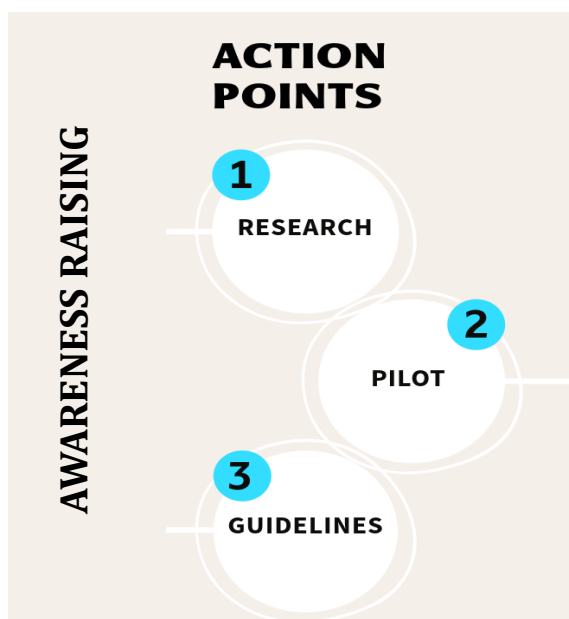 ACTION
POINTS
AWARENESS RAISING
1
RESEARCH
2
PILOT
3
GUIDELINES